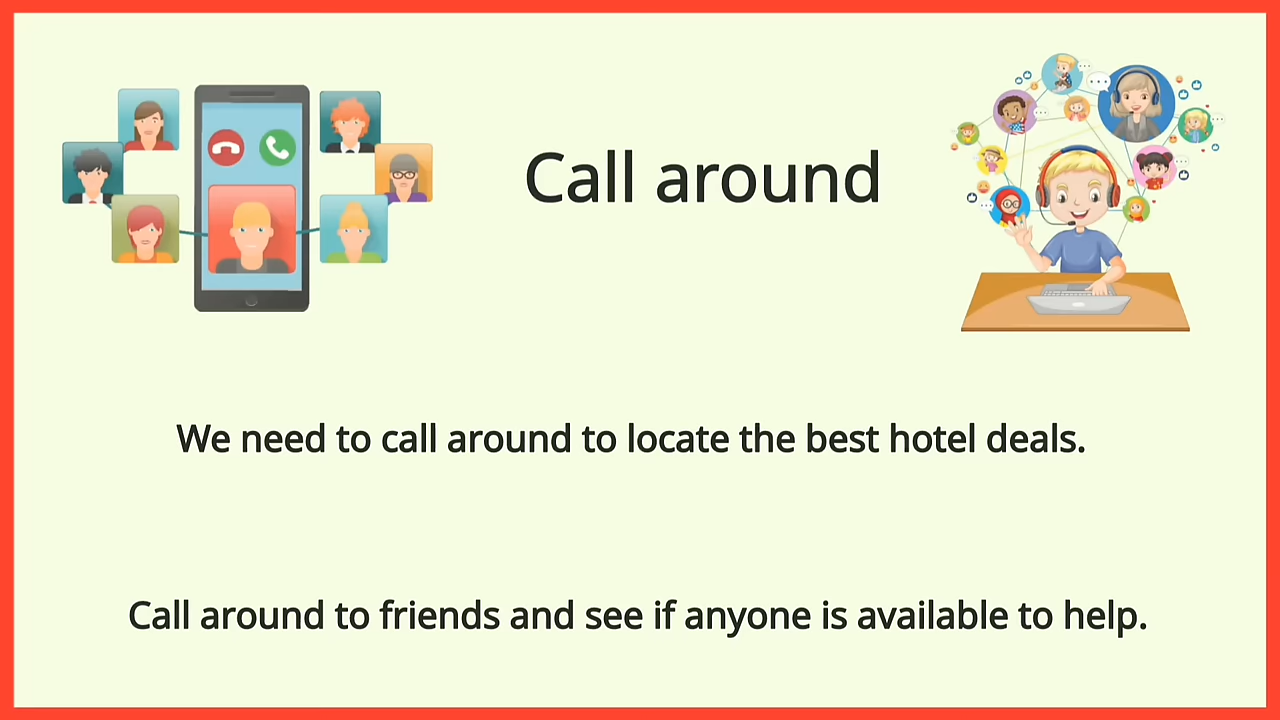 Call around
We need to call around to locate the best hotel deals.
Call around to friends and see if anyone is available to help.